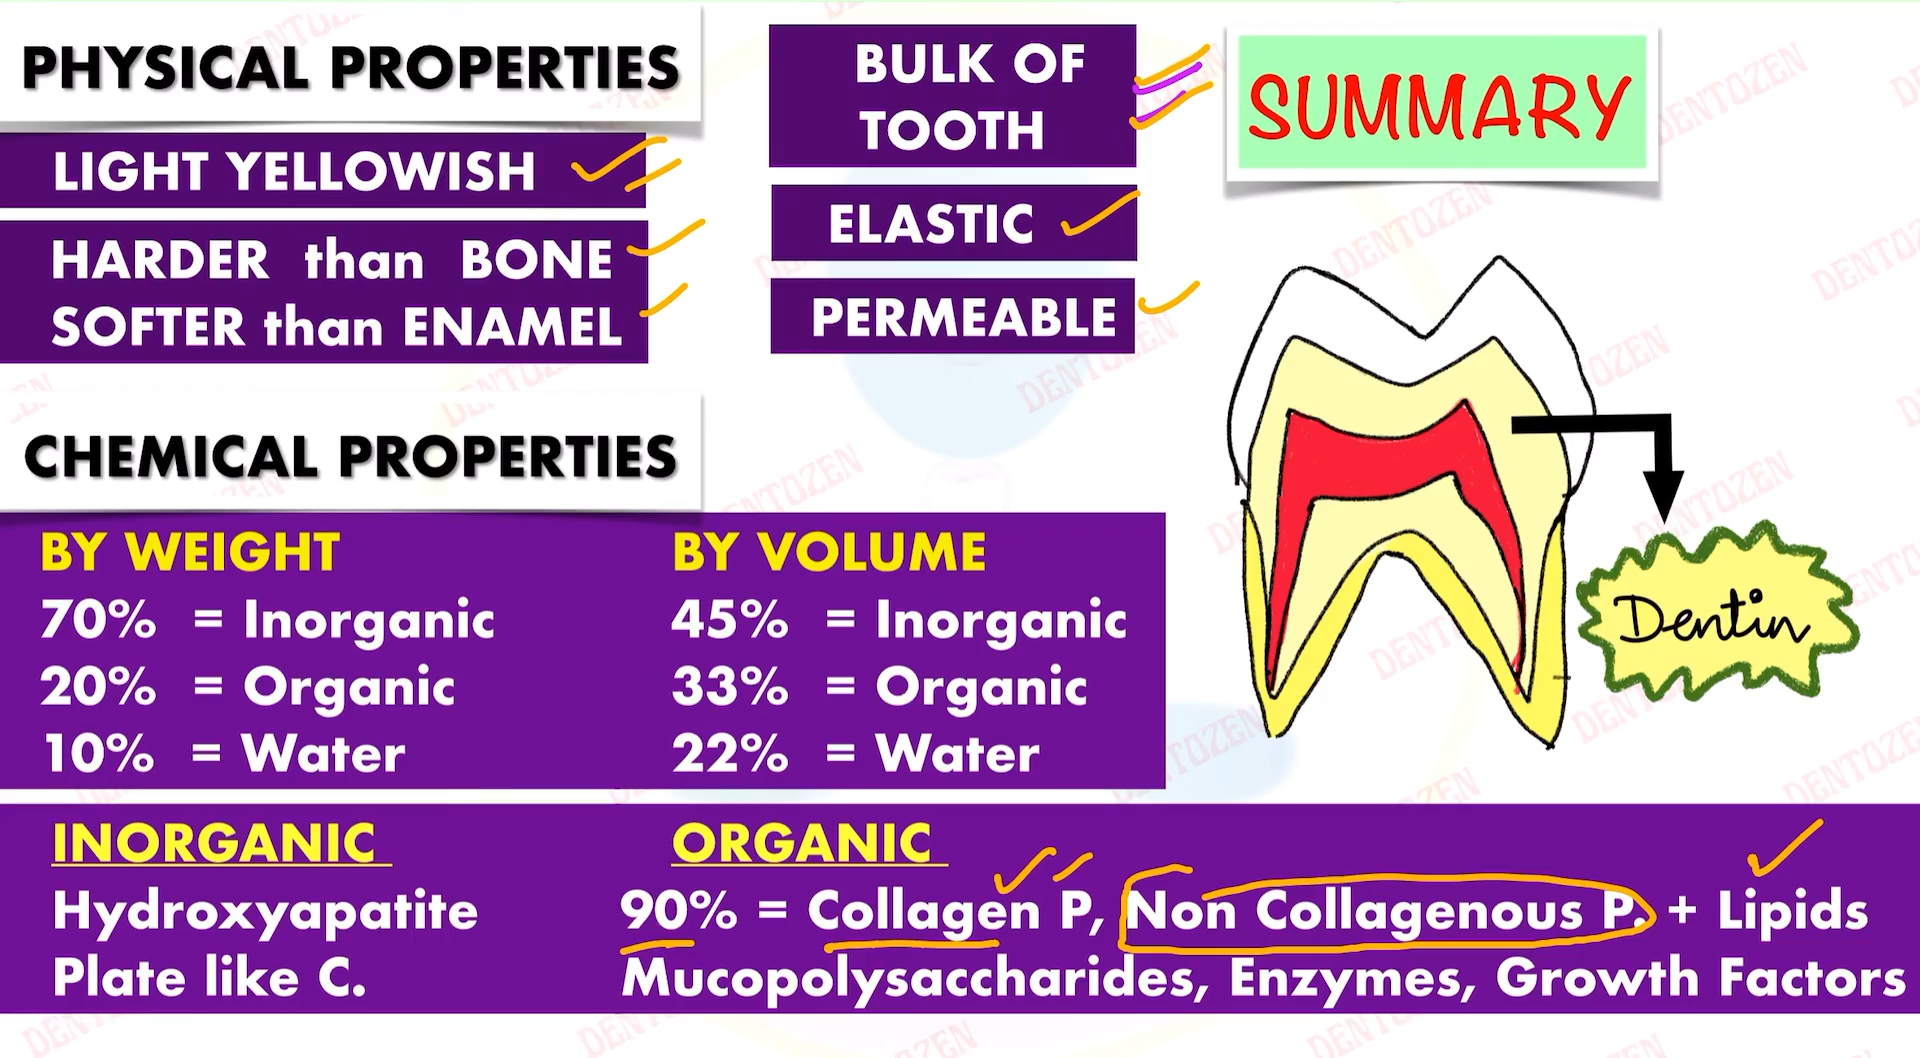 PHYSICAL PROPERTIES
LIGHT YELLOWISH
HARDER than BONE
SOFTER than ENAMEL
BULK OF
TOOTH
ELASTIC
PERMEABLE
SUMMARY
Dentin
CHEMICAL PROPERTIES
BY WEIGHT
70% = Inorganic
20% = Organic
10% = Water
BY VOLUME
45% = Inorganic
33% = Organic
22% = Water
INORGANIC
Hydroxyapatite
Plate like C.
ORGANIC
90% = Collagen P, Non Collagenous P. + Lipids
Mucopolysaccharides, Enzymes, Growth Factors
DENTOZEN